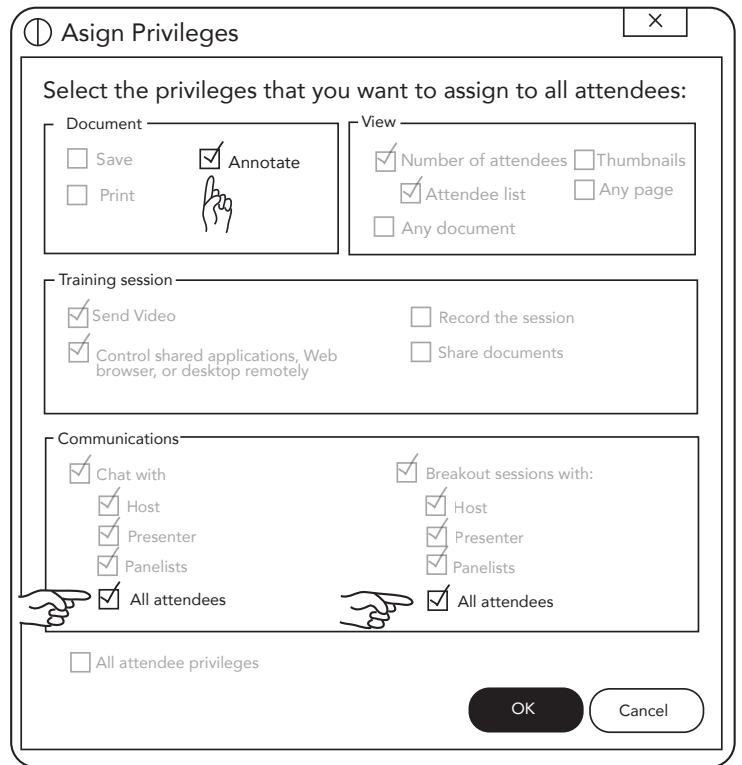 Asign Privileges
X
Select the privileges that you want to assign to all attendees:
Document
Save
Annotate
Print
View
Number of attendees
Thumbnails
Attendee list
Any page
Any document
Training session
Send Video
Record the session
Control shared applications, Web
browser, or desktop remotely
Share documents
Communications
Chat with
Host
Presenter
Panelists
All attendees
Breakout sessions with:
Host
Presenter
Panelists
All attendees
All attendee privileges
OK
Cancel